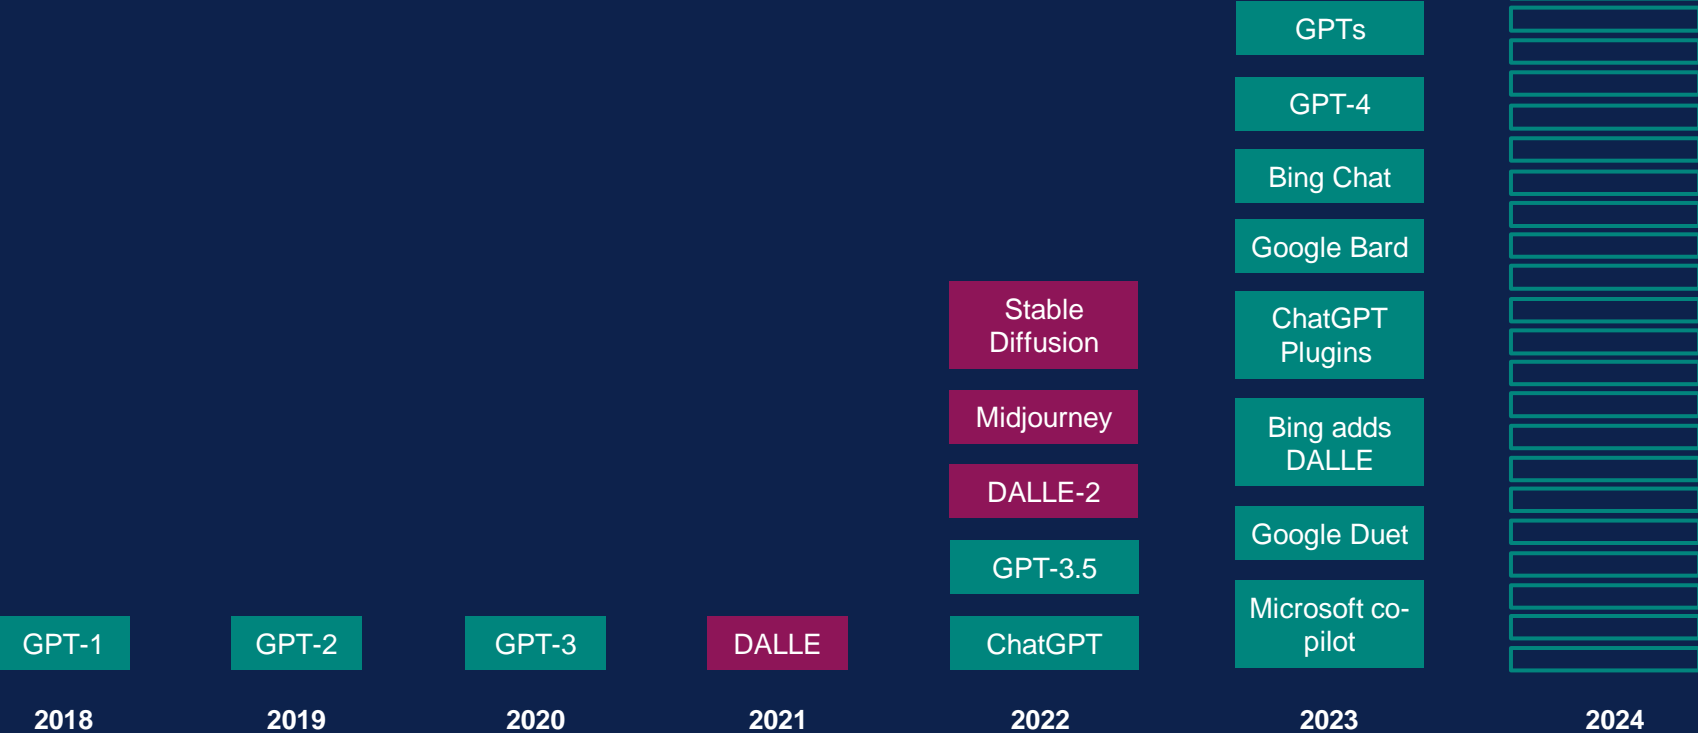 GPTs
GPT-4
Bing Chat
Google Bard
Stable
Diffusion
ChatGPT
Plugins
Midjourney
Bing adds
DALLE
DALLE-2
Google Duet
GPT-3.5
Microsoft co-
pilot
GPT-1
GPT-2
GPT-3
DALLE
ChatGPT
2018
2019
2020
2021
2022
2023
2024